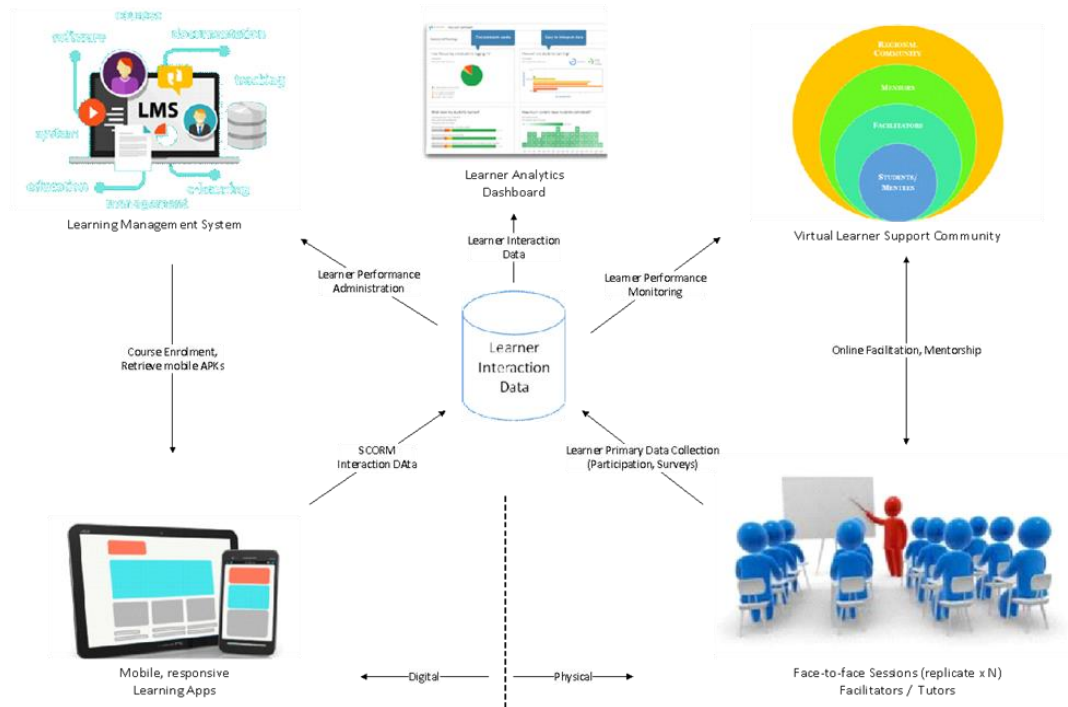 software
documentation
tracking
LMS
system
education
e-learning
management
Learning Management System
Learner Analytics
Dashboard
REGIONAL
COMMUNITY
MENTORS
FACILITATORS
STUDENTS/
MENTEES
Virtual Learner Support Community
Learner Interaction
Data
Learner Performance
Administration
Learner Performance
Monitoring
Learner
Interaction
Data
Course Enrolment,
Retrieve mobile APKs
Online Facilitation, Mentorship
SCORM
Interaction DAta
Learner Primary Data Collection
(Participation, Surveys)
Digital
Physical
Mobile, responsive
Learning Apps
Face-to-face Sessions (replicate x N)
Facilitators / Tutors